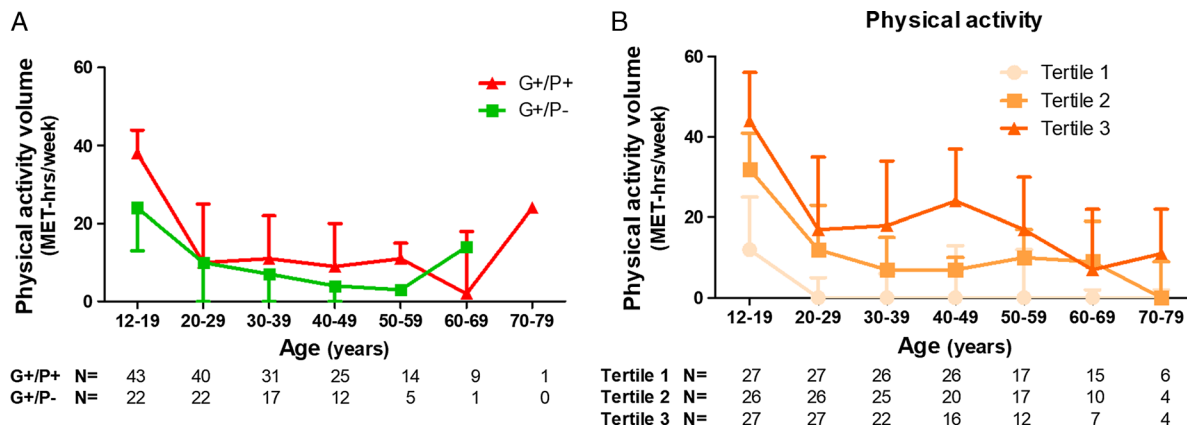 A
Physical activity volume
(MET-hrs/week)
60
40
20
0
G+/P+
G+/P-
12-19 20-29 30-39 40-49 50-59 60-69 70-79
Age (years)
G+/P+ N= 43 40 31 25 14 9 1
G+/P- N= 22 22 17 12 5 1 0
B
Physical activity
Physical activity volume
(MET-hrs/week)
60
40
20
0
Tertile 1
Tertile 2
Tertile 3
12-19 20-29 30-39 40-49 50-59 60-69 70-79
Age (years)
Tertile 1 N= 27 27 26 26 17 15 6
Tertile 2 N= 26 26 25 20 17 10 4
Tertile 3 N= 27 27 22 16 12 7 4